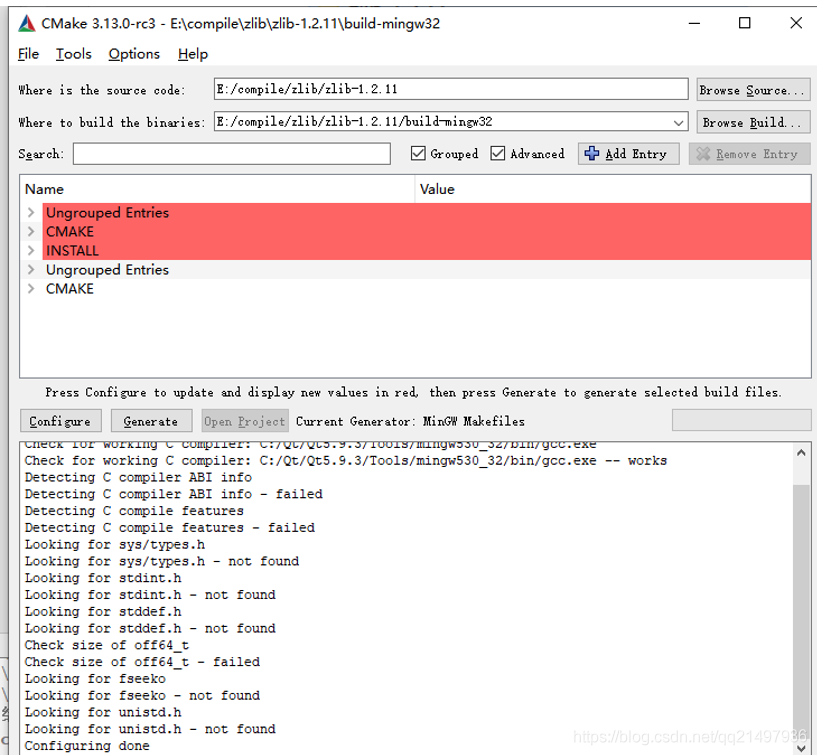 CMake 3.13.0-rc3 - E:\compile\zlib\zlib-1.2.11\build-mingw32
File Tools Options Help
Where is the source code: E:/compile/zlib/zlib-1.2.11 Browse Source...
Where to build the binaries: E:/compile/zlib/zlib-1.2.11/build-mingw32 Browse Build...
Search: Grouped Advanced Add Entry Remove Entry
Name Value
Ungrouped Entries
CMAKE
INSTALL
Ungrouped Entries
CMAKE
Press Configure to update and display new values in red, then press Generate to generate selected build files.
Configure Generate Open Project Current Generator: MinGW Makefiles
Check for working C compiler: C:/Qt/Qt5.9.3/Tools/mingw530_32/bin/gcc.exe
Check for working C compiler: C:/Qt/Qt5.9.3/Tools/mingw530_32/bin/gcc.exe -- works
Detecting C compiler ABI info
Detecting C compiler ABI info - failed
Detecting C compile features
Detecting C compile features - failed
Looking for sys/types.h
Looking for sys/types.h - not found
Looking for stdint.h
Looking for stdint.h - not found
Looking for stddef.h
Looking for stddef.h - not found
Check size of off64_t
Check size of off64_t - failed
Looking for fseeko
Looking for fseeko - not found
Looking for unistd.h
Looking for unistd.h - not found
Configuring done
https://blog.csdn.net/qq21497936